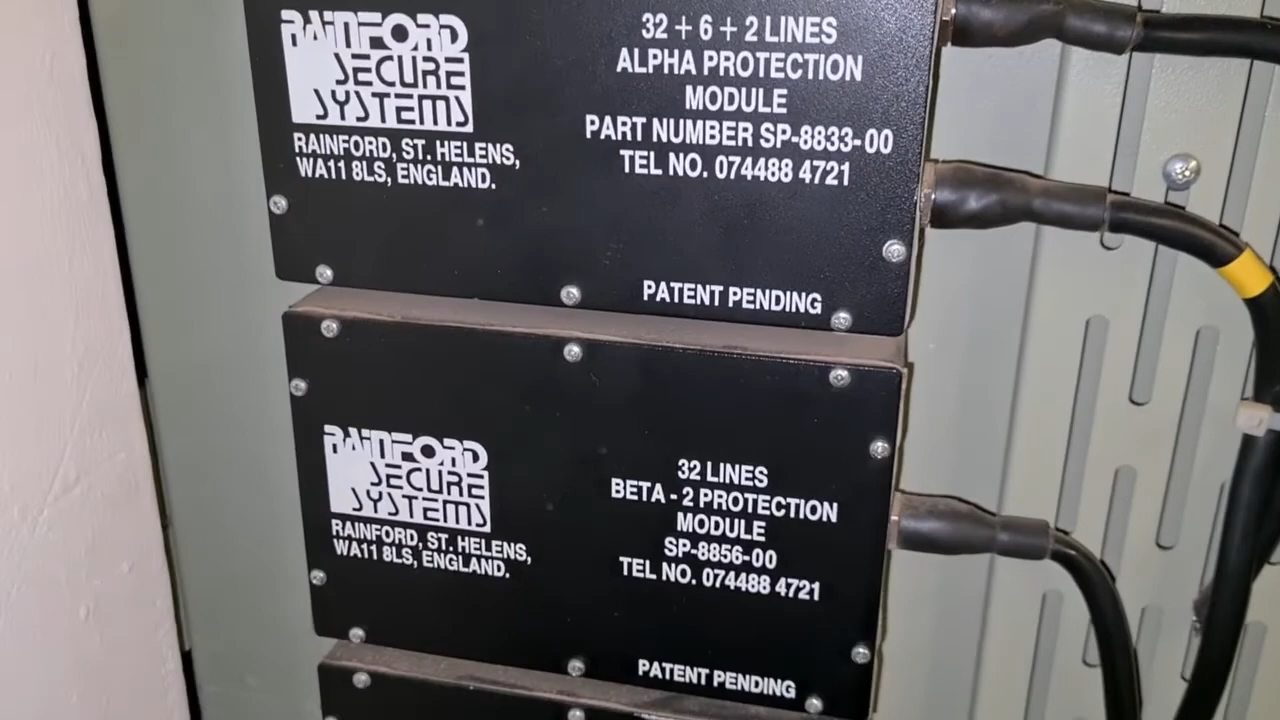 RAINFORD
SECURE
SYSTEMS
RAINFORD, ST. HELENS,
WA11 8LS, ENGLAND.
32 + 6 + 2 LINES
ALPHA PROTECTION
MODULE
PART NUMBER SP-8833-00
TEL NO. 074488 4721
PATENT PENDING
RAINFORD
SECURE
SYSTEMS
RAINFORD, ST. HELENS,
WA11 8LS, ENGLAND.
32 LINES
BETA - 2 PROTECTION
MODULE
SP-8856-00
TEL NO. 074488 4721
PATENT PENDING